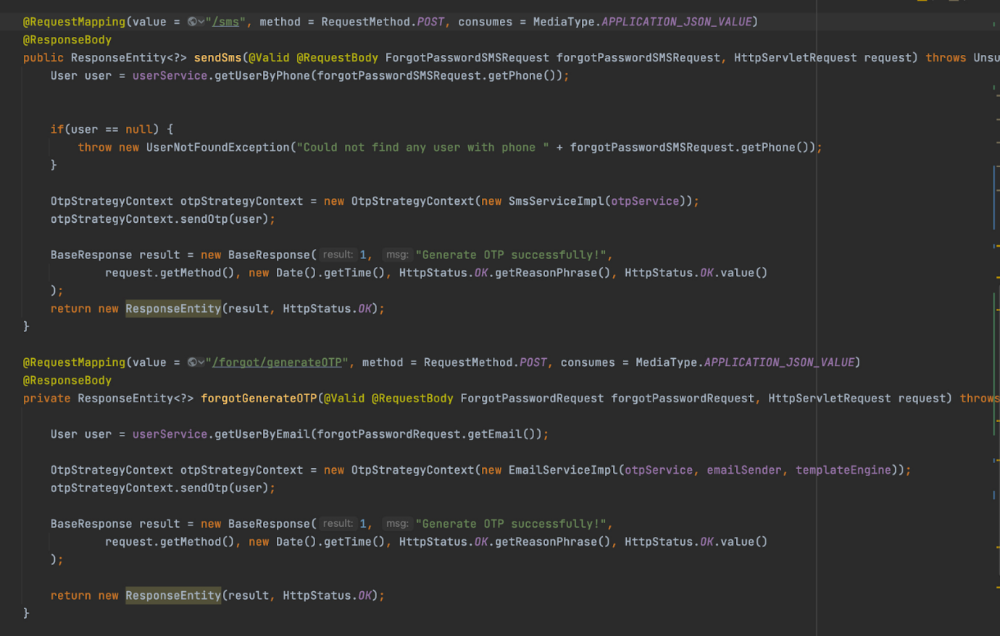 @RequestMapping(value = "/sms", method = RequestMethod.POST, consumes = MediaType.APPLICATION_JSON_VALUE)
@ResponseBody
public ResponseEntity<?> sendSms(@Valid @RequestBody ForgotPasswordSMSRequest forgotPasswordSMSRequest, HttpServletRequest request) throws Unsu
User user = userService.getUserByPhone(forgotPasswordSMSRequest.getPhone());
if(user == null) {
throw new UserNotFoundException("Could not find any user with phone " + forgotPasswordSMSRequest.getPhone());
}
OtpStrategyContext otpStrategyContext = new OtpStrategyContext(new SmsServiceImpl(otpService));
otpStrategyContext.sendOtp(user);
BaseResponse result = new BaseResponse( result: 1, msg: "Generate OTP successfully!",
request.getMethod(), new Date().getTime(), HttpStatus.OK.getReasonPhrase(), HttpStatus.OK.value()
);
return new ResponseEntity(result, HttpStatus.OK);
}
@RequestMapping(value = "/forgot/generateOTP", method = RequestMethod.POST, consumes = MediaType.APPLICATION_JSON_VALUE)
@ResponseBody
private ResponseEntity<?> forgotGenerateOTP(@Valid @RequestBody ForgotPasswordRequest forgotPasswordRequest, HttpServletRequest request) throws
User user = userService.getUserByEmail(forgotPasswordRequest.getEmail());
OtpStrategyContext otpStrategyContext = new OtpStrategyContext(new EmailServiceImpl(otpService, emailSender, templateEngine));
otpStrategyContext.sendOtp(user);
BaseResponse result = new BaseResponse( result: 1, msg: "Generate OTP successfully!",
request.getMethod(), new Date().getTime(), HttpStatus.OK.getReasonPhrase(), HttpStatus.OK.value()
);
return new ResponseEntity(result, HttpStatus.OK);
}